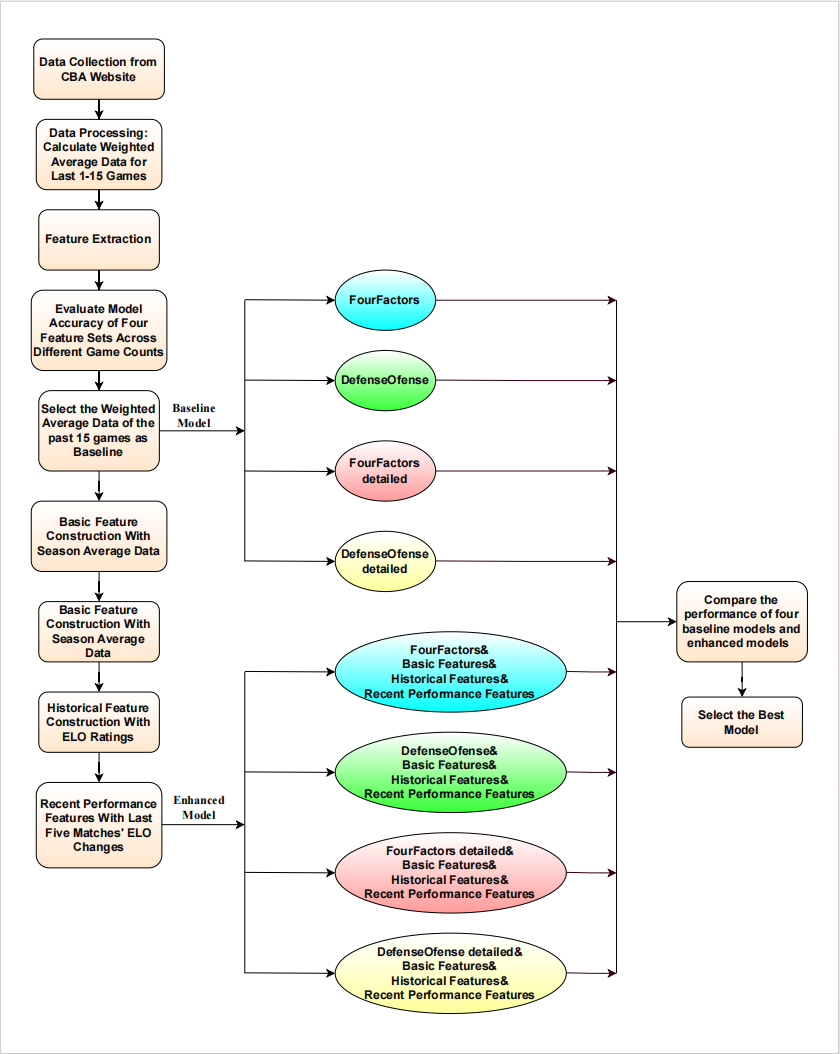 Data Collection from
CBA Website
Data Processing:
Calculate Weighted
Average Data for
Last 1-15 Games
Feature Extraction
Evaluate Model
Accuracy of Four
Feature Sets Across
Different Game Counts
Select the Weighted
Average Data of the
past 15 games as
Baseline
Basic Feature
Construction With
Season Average Data
Basic Feature
Construction With
Season Average
Data
Historical Feature
Construction With
ELO Ratings
Recent Performance
Features With Last
Five Matches' ELO
Changes
Baseline
Model
FourFactors
DefenseOfense
FourFactors
detailed
DefenseOfense
detailed
Enhanced
Model
FourFactors&
Basic Features&
Historical Features&
Recent Performance Features
DefenseOfense&
Basic Features&
Historical Features&
Recent Performance Features
FourFactors detailed&
Basic Features&
Historical Features&
Recent Performance Features
DefenseOfense detailed&
Basic Features&
Historical Features&
Recent Performance Features
Compare the
performance of four
baseline models and
enhanced models
Select the Best
Model